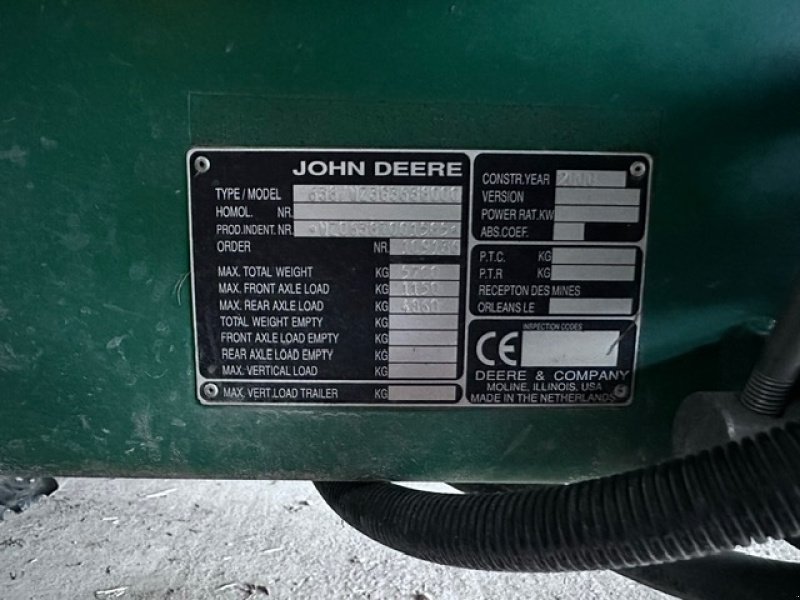 JOHN DEERE
TYPE / MODEL
HOMOL. NR.
PROD.INDENT. NR.
ORDER NR.
MAX. TOTAL WEIGHT KG
MAX. FRONT AXLE LOAD KG 1150
MAX. REAR AXLE LOAD KG
TOTAL WEIGHT EMPTY KG
FRONT AXLE LOAD EMPTY KG
REAR AXLE LOAD EMPTY KG
MAX. VERTICAL LOAD KG
MAX. VERT.LOAD TRAILER KG
CONSTR.YEAR
VERSION
POWER RAT.KW
ABS.COEF.
P.T.C. KG
P.T.R KG
RECEPTON DES MINES
ORLEANS LE
INSPECTION CODES
CE
DEERE & COMPANY
MOLINE, ILLINOIS, USA
MADE IN THE NETHERLANDS